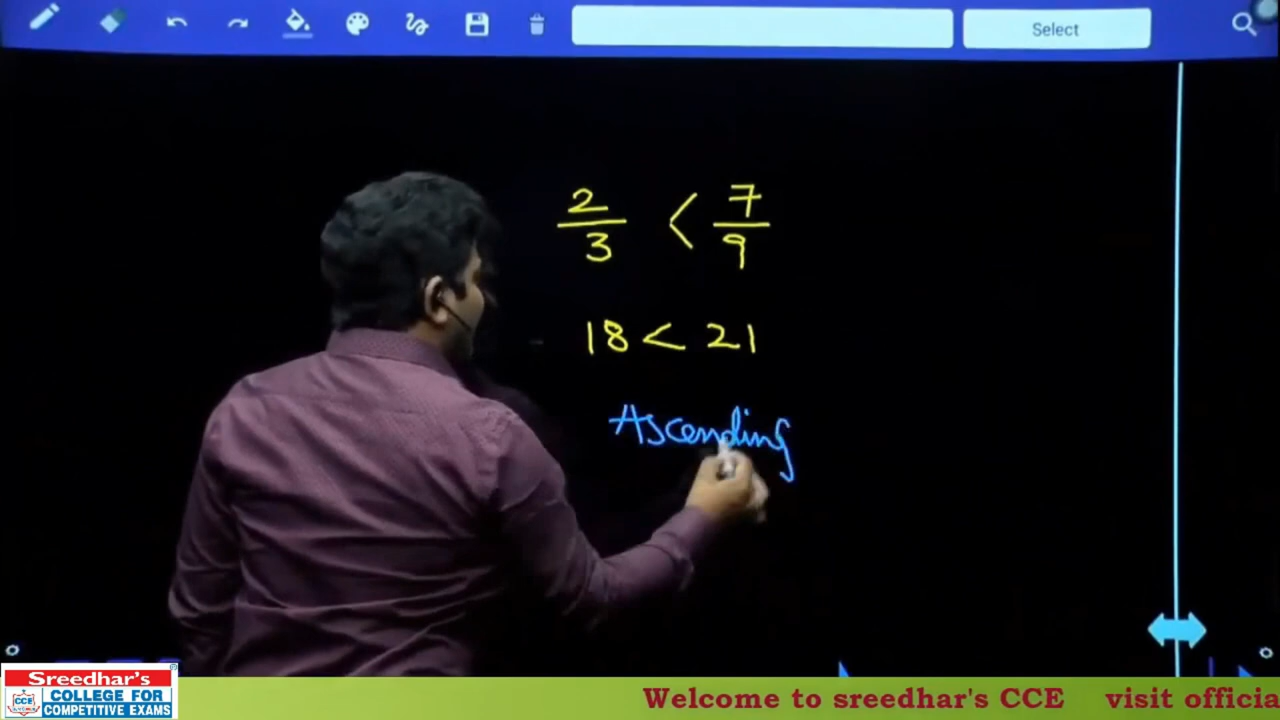 Select
2/3 < 7/9
18 < 21
Ascending
Sreedhar's
CCE
COLLEGE FOR
COMPETITIVE EXAMS
Welcome to sreedhar's CCE visit officia